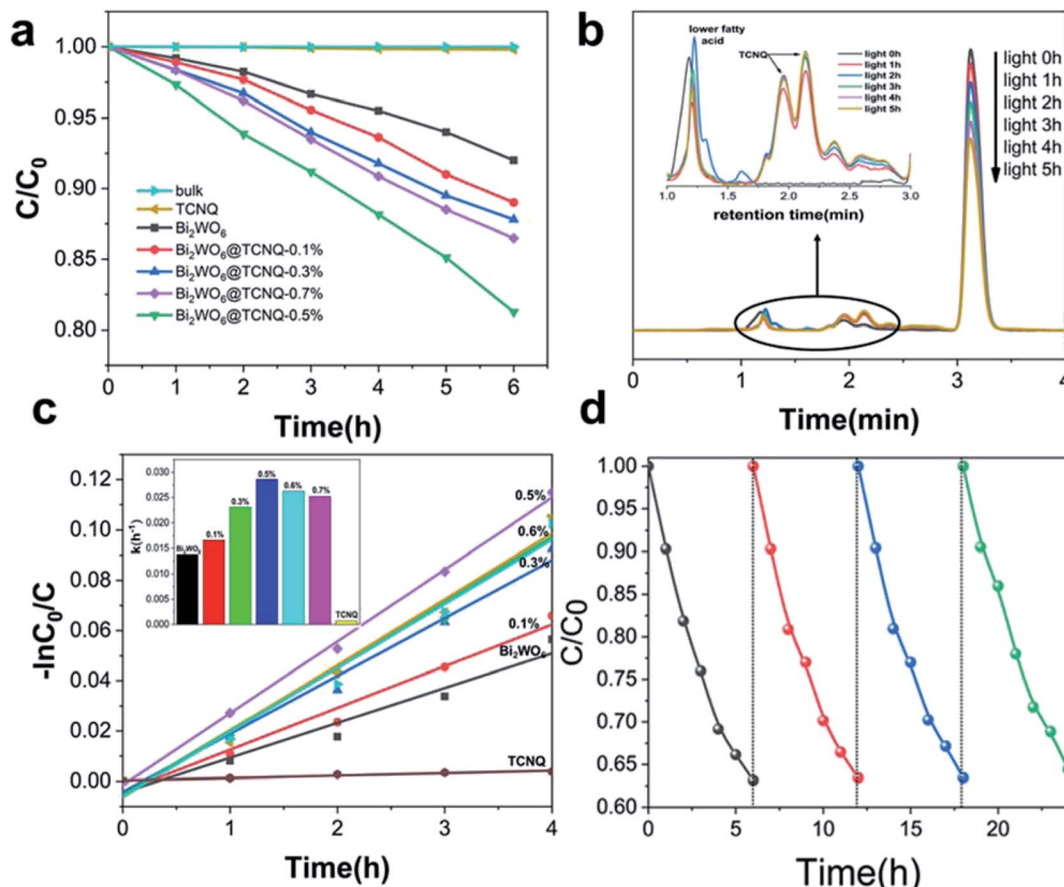 a
1.00
0.95
0.90
0.85
0.80
C/C0
bulk
TCNQ
Bi2WO6
Bi2WO6@TCNQ-0.1%
Bi2WO6@TCNQ-0.3%
Bi2WO6@TCNQ-0.7%
Bi2WO6@TCNQ-0.5%
0 1 2 3 4 5 6
Time(h)
b
lower fatty
acid
TCNQ
light 0h
light 1h
light 2h
light 3h
light 4h
light 5h
1.0 1.5 2.0 2.5 3.0
retention time(min)
light 0h
light 1h
light 2h
light 3h
light 4h
light 5h
0 1 2 3 4
Time(min)
c
0.12
0.10
0.08
0.06
0.04
0.02
0.00
-lnC0/C
0.030
0.025
0.020
0.015
0.010
0.005
0.000
k(h-1)
Bi2WO6
0.1%
0.3%
0.5%
0.6%
0.7%
TCNQ
0.5%
0.6%
0.3%
0.1%
Bi2WO6
TCNQ
0 1 2 3 4
Time(h)
d
1.00
0.95
0.90
0.85
0.80
0.75
0.70
0.65
0.60
C/C0
0 5 10 15 20
Time(h)